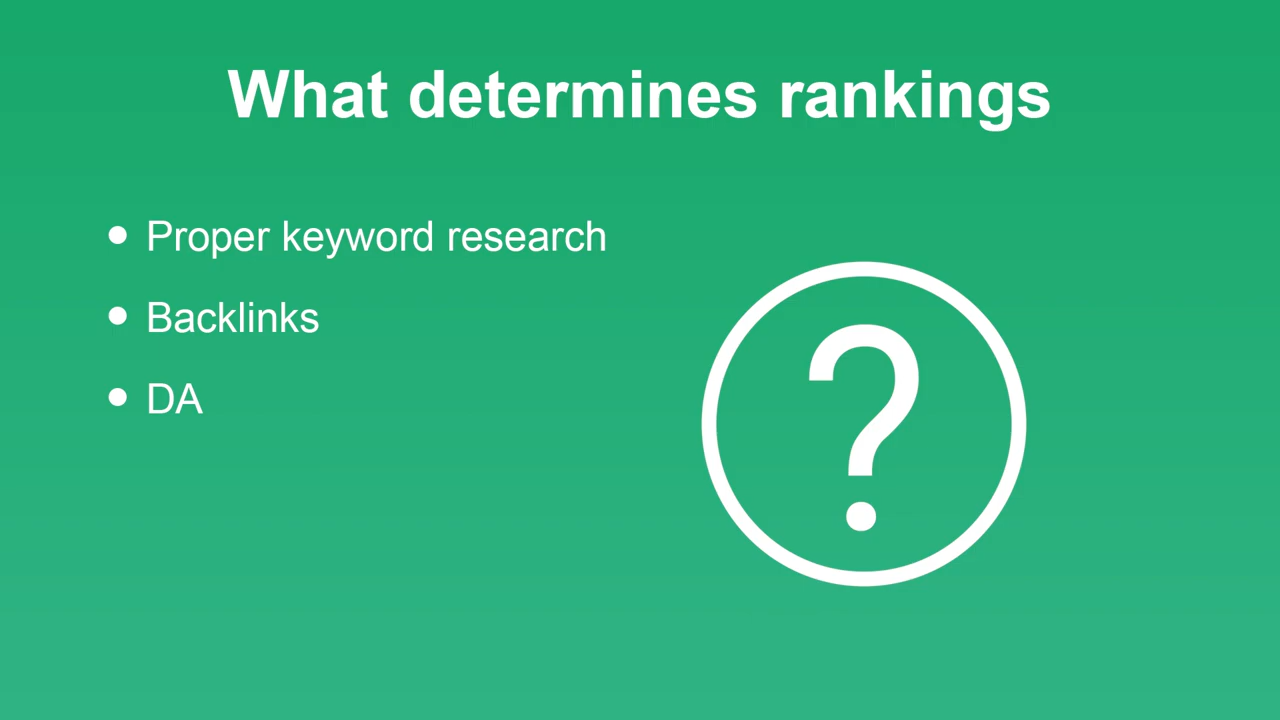 What determines rankings
Proper keyword research
Backlinks
DA
?